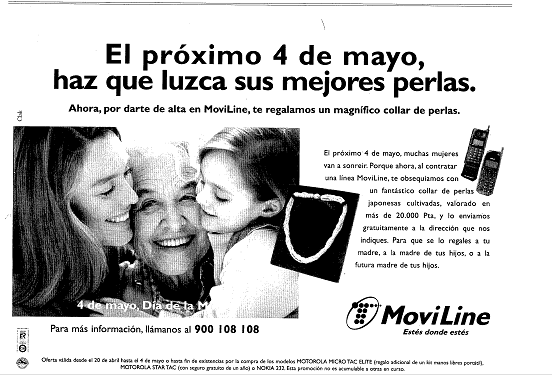 El próximo 4 de mayo,
haz que luzca sus mejores perlas.
Ahora, por darte de alta en MoviLine, te regalamos un magnífico collar de perlas.
El próximo 4 de mayo, muchas mujeres
van a sonreir. Porque ahora, al contratar
una línea MoviLine, te obsequiamos con
un fantástico collar de perlas
japonesas cultivadas, valorado en
más de 20.000 Pta, y lo enviamos
gratuitamente a la dirección que nos
indiques. Para que se lo regales a tu
madre, a la madre de tus hijos, o a la
futura madre de tus hijos.
4 de mayo, Día de la M
MoviLine
Estés donde estés
Para más información, llámanos al 900 108 108
Oferta válida desde el 20 de abril hasta el 4 de mayo o hasta fin de existencias por la compra de los modelos MOTOROLA MICRO TAC ELITE (regalo adicional de un kit manos libres portátil),
MOTOROLA STAR TAC (con seguro gratuito de un año) o NOKIA 232. Esta promoción no es acumulable a otras en curso.